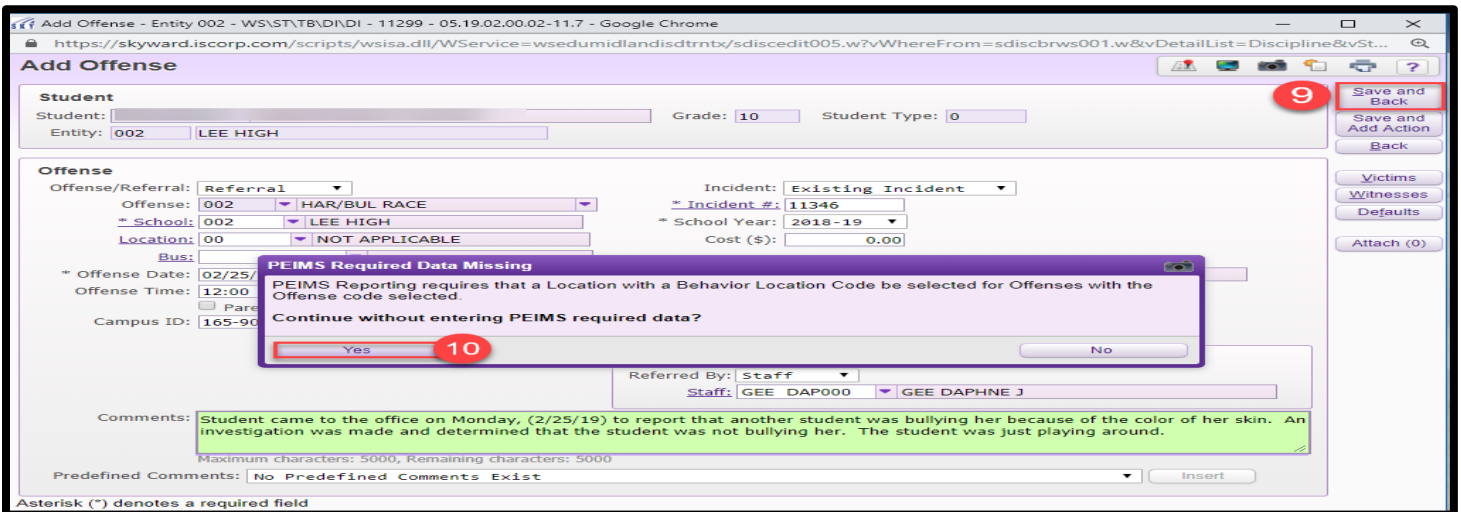 Add Offense - Entity 002 - WS\ST\TB\DI\DI - 11299 - 05.19.02.00.02-11.7 - Google Chrome
https://skyward.iscorp.com/scripts/wsisa.dll/WService=wsedumidlandisdtrntx/sdiscedit005.w?vWhereFrom=sdiscbrws001.w&vDetailList=Discipline&vSt...
Add Offense
?
Student
9
Save and Back
Student:
Grade: 10
Student Type: 0
Save and Add Action
Entity: 002 LEE HIGH
Back
Offense
Offense/Referral: Referral
Incident: Existing Incident
Victims
Offense: 002 HAR/BUL RACE
* Incident #: 11346
Witnesses
* School: 002 LEE HIGH
* School Year: 2018-19
Defaults
Location: 00 NOT APPLICABLE
Cost ($): 0.00
Attach (0)
Bus:
PEIMS Required Data Missing
* Offense Date: 02/25/
PEIMS Reporting requires that a Location with a Behavior Location Code be selected for Offenses with the
Offense code selected.
Offense Time: 12:00
Pare
Continue without entering PEIMS required data?
Campus ID: 165-90
Yes 10 No
Referred By: Staff
Staff: GEE DAP000 GEE DAPHNE J
Comments: Student came to the office on Monday, (2/25/19) to report that another student was bullying her because of the color of her skin. An
investigation was made and determined that the student was not bullying her. The student was just playing around.
Maximum characters: 5000, Remaining characters: 5000
Predefined Comments: No Predefined Comments Exist Insert
Asterisk (*) denotes a required field